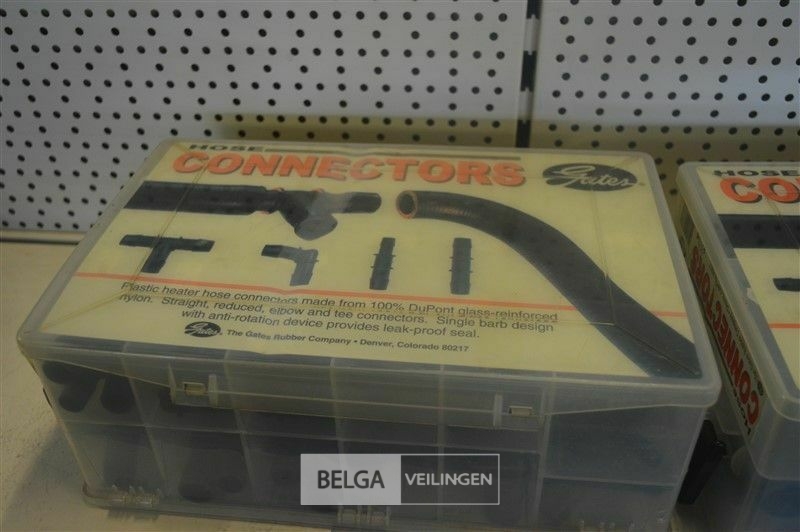 HOSE
CONNECTORS
Gates
Plastic heater hose connectors made from 100% DuPont glass-reinforced
nylon. Straight, reduced, elbow and tee connectors. Single barb design
with anti-rotation device provides leak-proof seal.
Gates The Gates Rubber Company • Denver, Colorado 80217
HOSE
CO
CONNECTORS
BELGA VEILINGEN